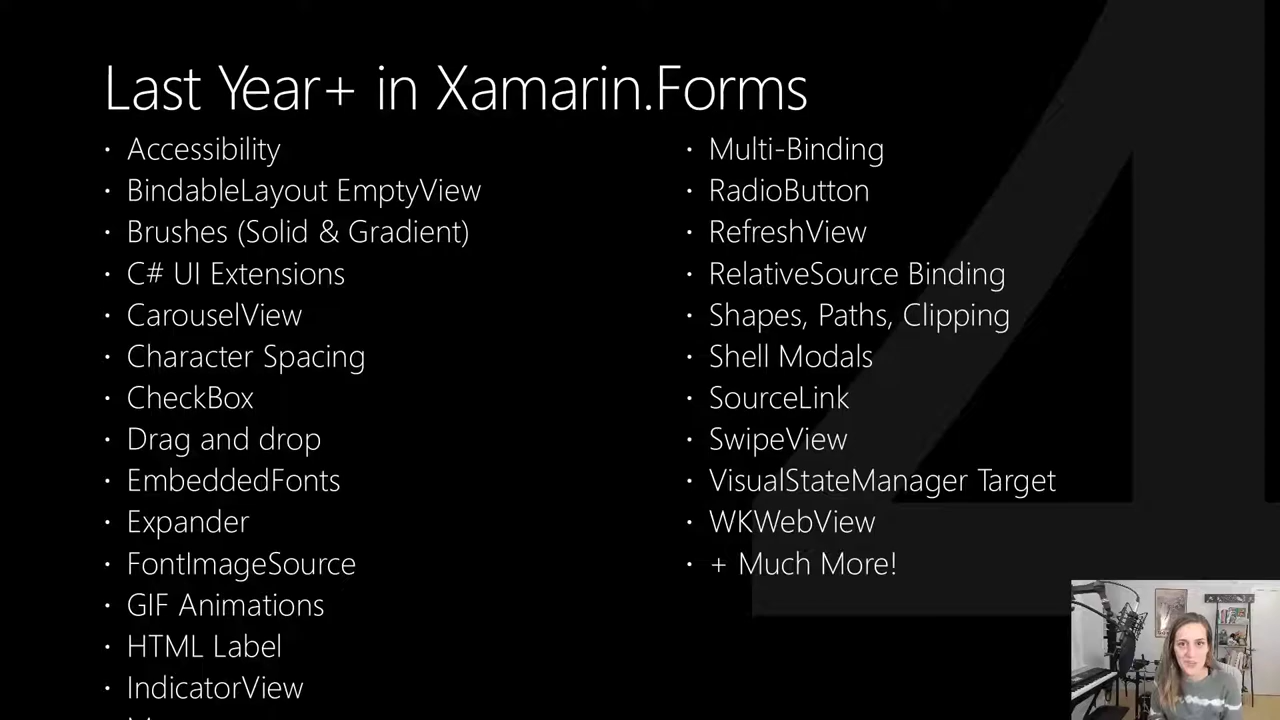 Last Year+ in Xamarin.Forms
· Accessibility
· BindableLayout EmptyView
· Brushes (Solid & Gradient)
· C# UI Extensions
· CarouselView
· Character Spacing
· CheckBox
· Drag and drop
· EmbeddedFonts
· Expander
· FontImageSource
· GIF Animations
· HTML Label
· IndicatorView
· Multi-Binding
· RadioButton
· RefreshView
· RelativeSource Binding
· Shapes, Paths, Clipping
· Shell Modals
· SourceLink
· SwipeView
· VisualStateManager Target
· WKWebView
· + Much More!
4